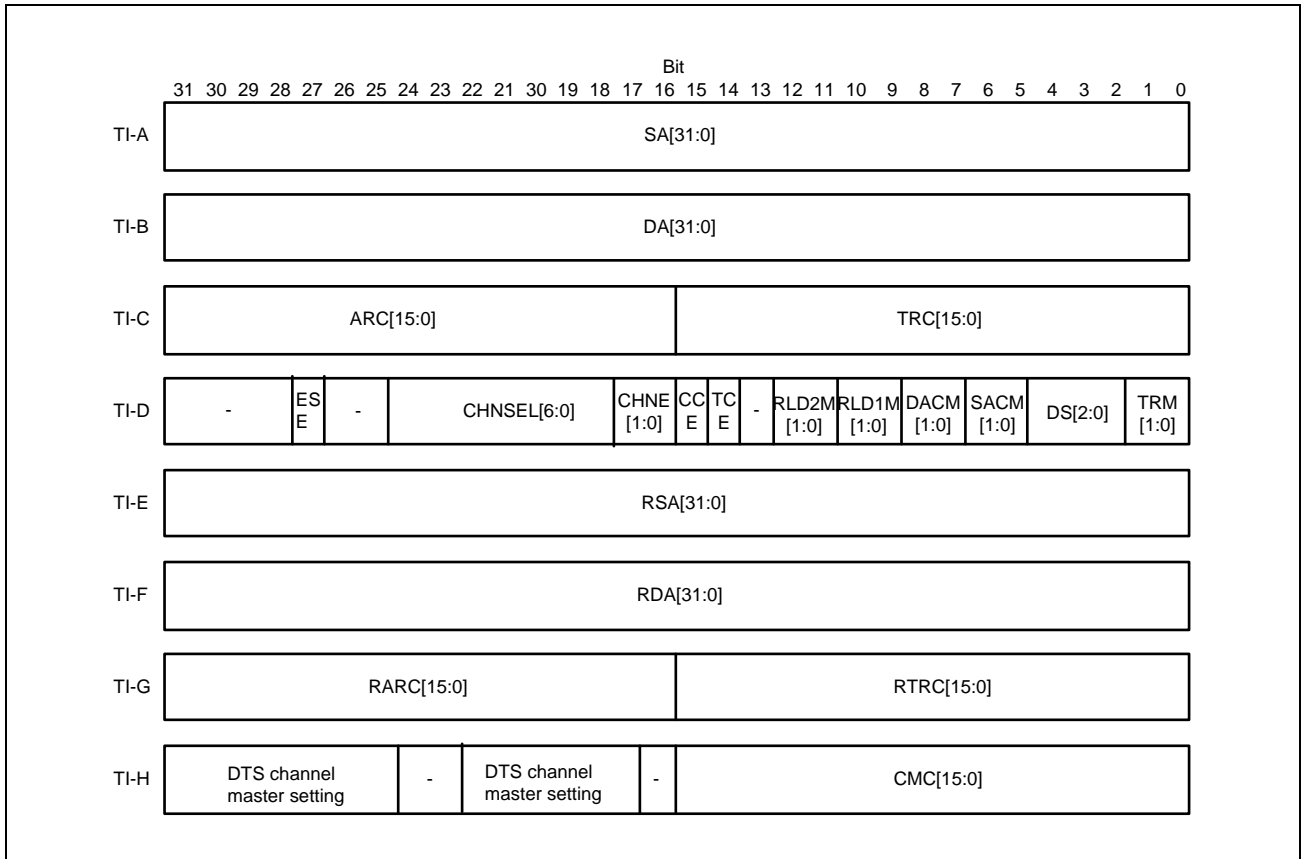 Bit
31 30 29 28 27 26 25 24 23 22 21 30 19 18 17 16 15 14 13 12 11 10 9 8 7 6 5 4 3 2 1 0
TI-A
SA[31:0]
TI-B
DA[31:0]
TI-C
ARC[15:0]
TRC[15:0]
TI-D
-
ES
E
-
CHNSEL[6:0]
CHNE
[1:0]
CC
E
TC
E
-
RLD2M
[1:0]
RLD1M
[1:0]
DACM
[1:0]
SACM
[1:0]
DS[2:0]
TRM
[1:0]
TI-E
RSA[31:0]
TI-F
RDA[31:0]
TI-G
RARC[15:0]
RTRC[15:0]
TI-H
DTS channel
master setting
-
DTS channel
master setting
-
CMC[15:0]